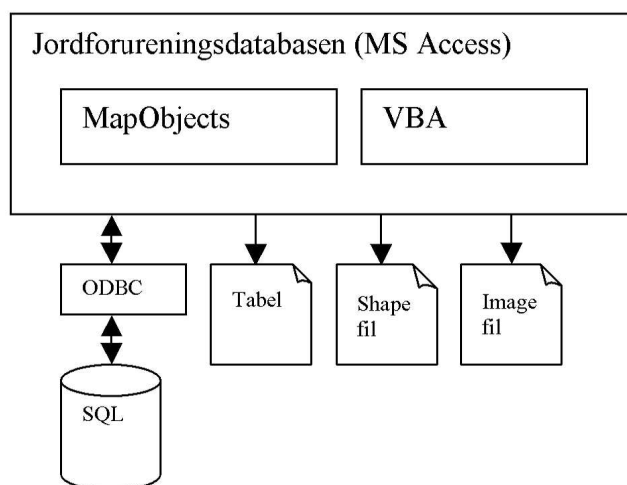 Jordforureningsdatabasen (MS Access)
MapObjects
VBA
ODBC
Tabel
Shape
fil
Image
fil
SQL